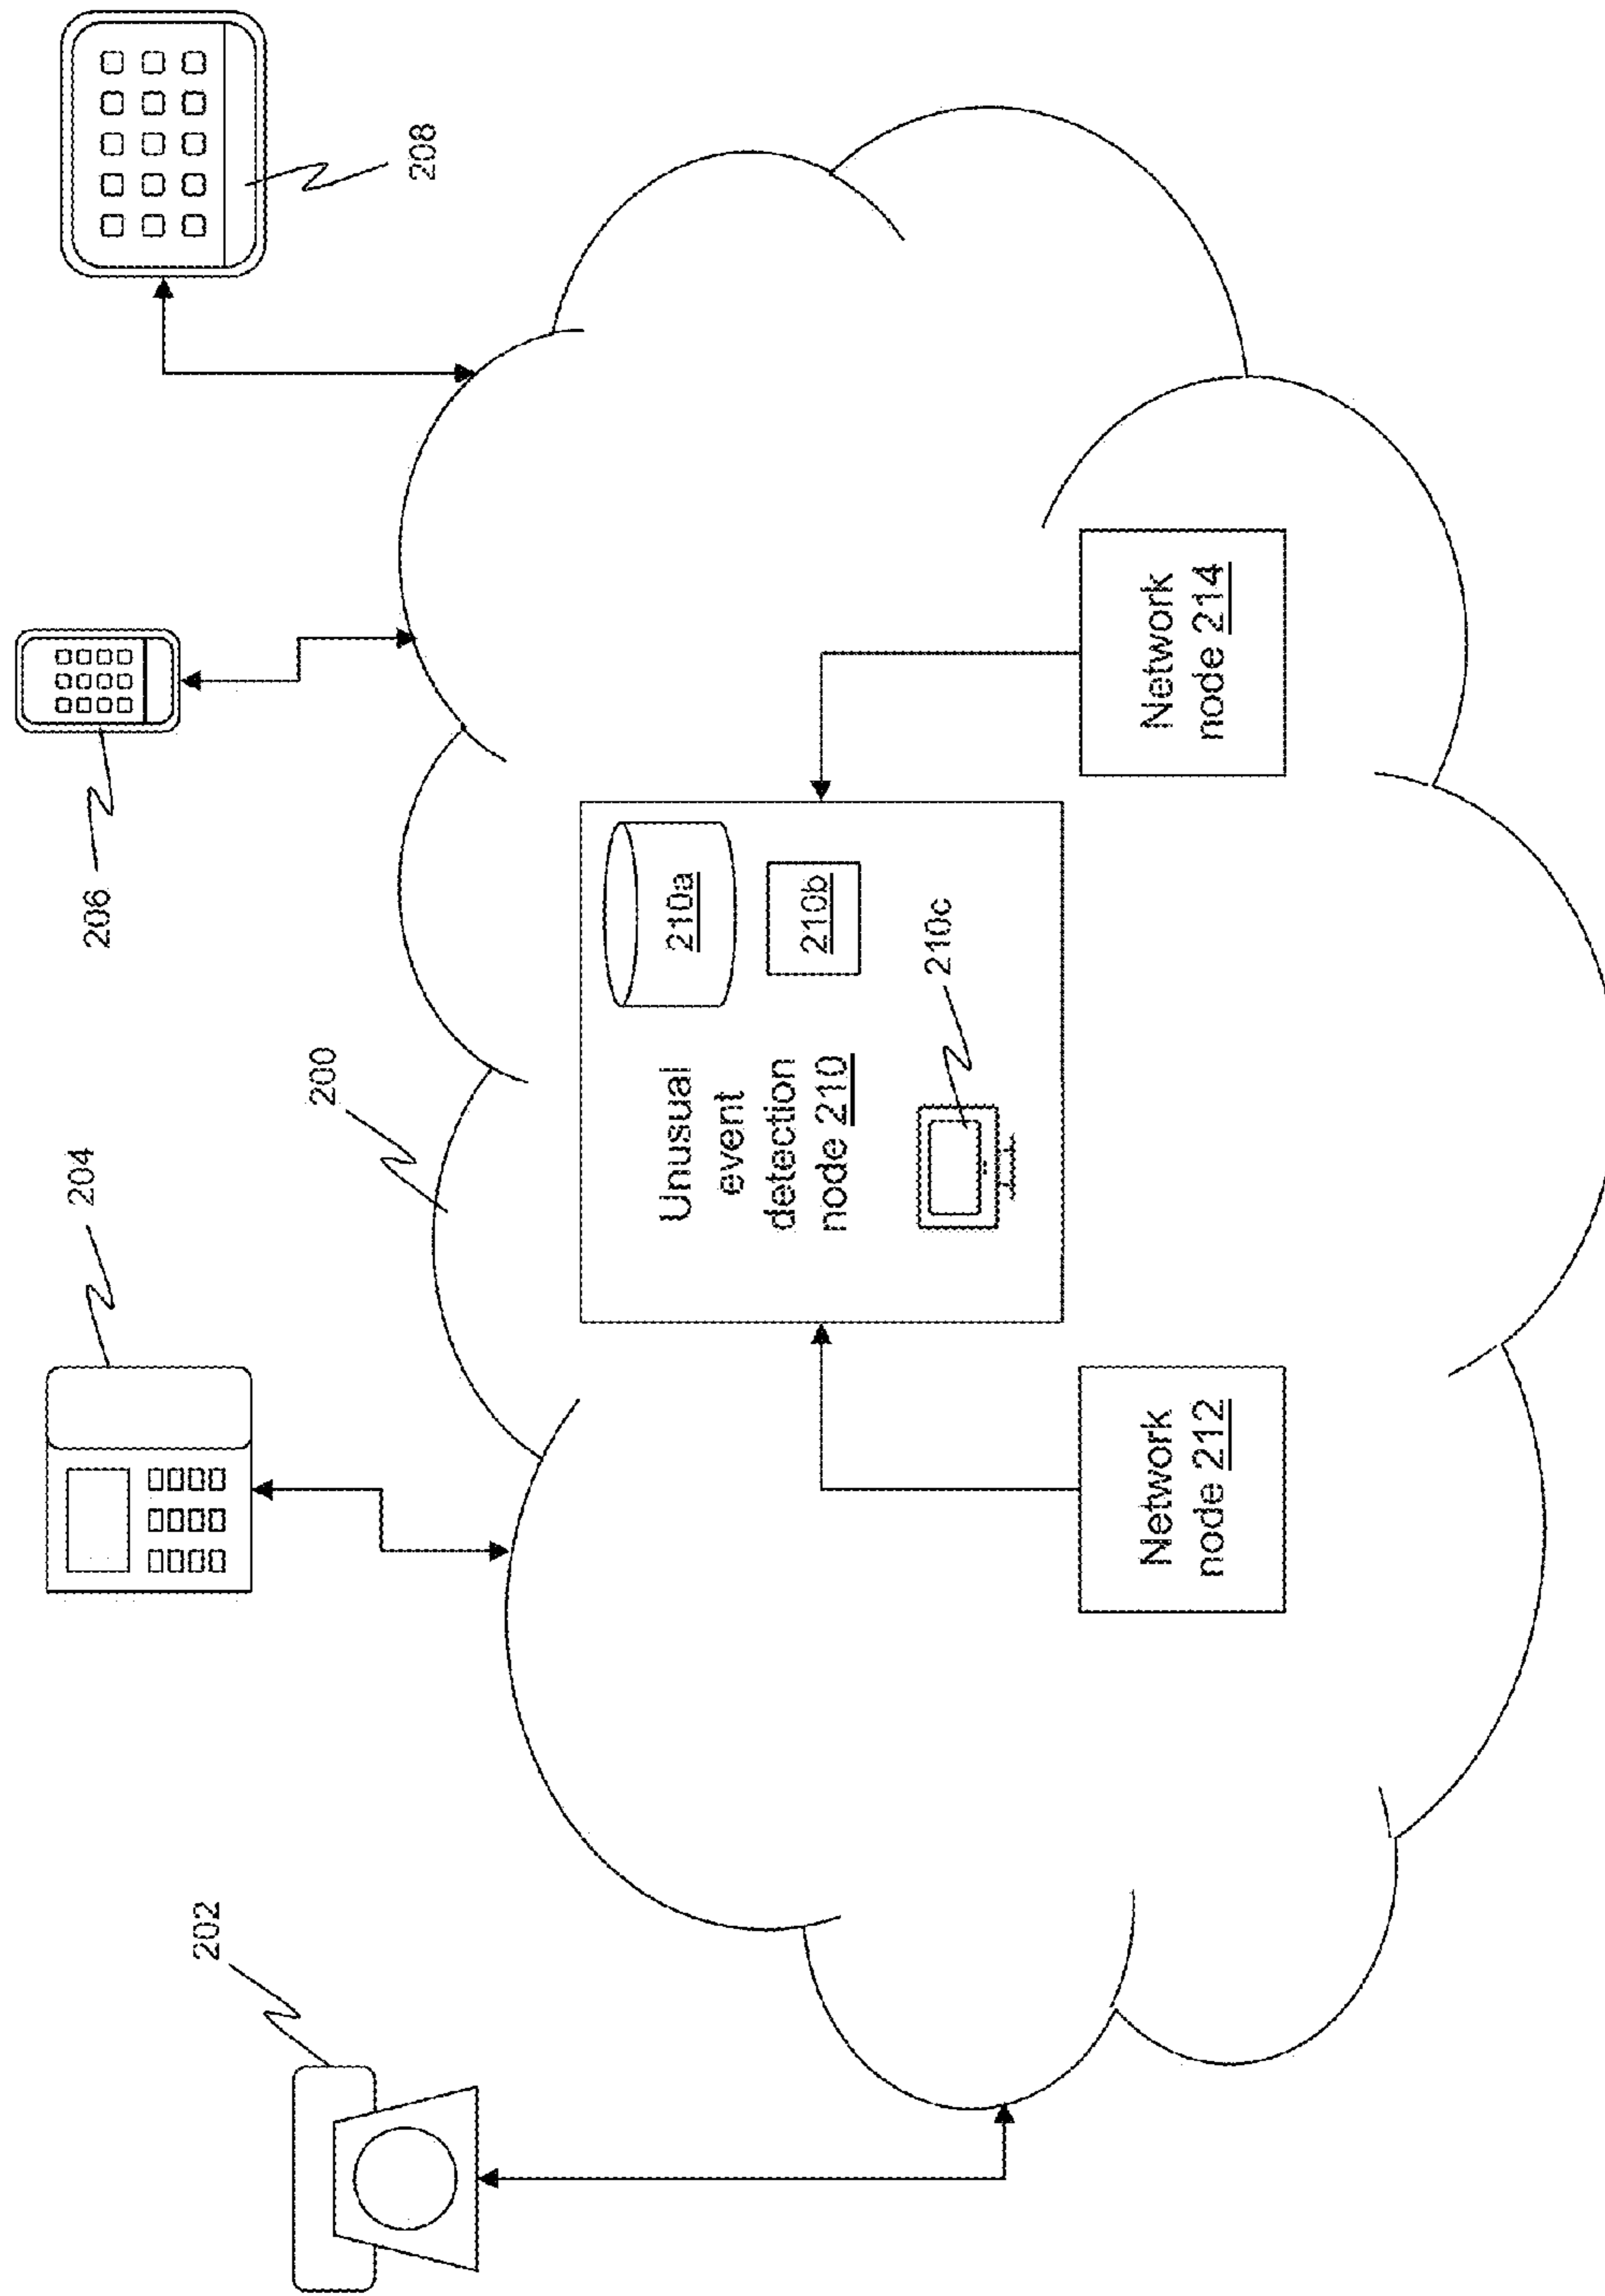 202
204
200
206
208
Unusual
event
detection
node 210
210a
210b
210c
Network
node 212
Network
node 214